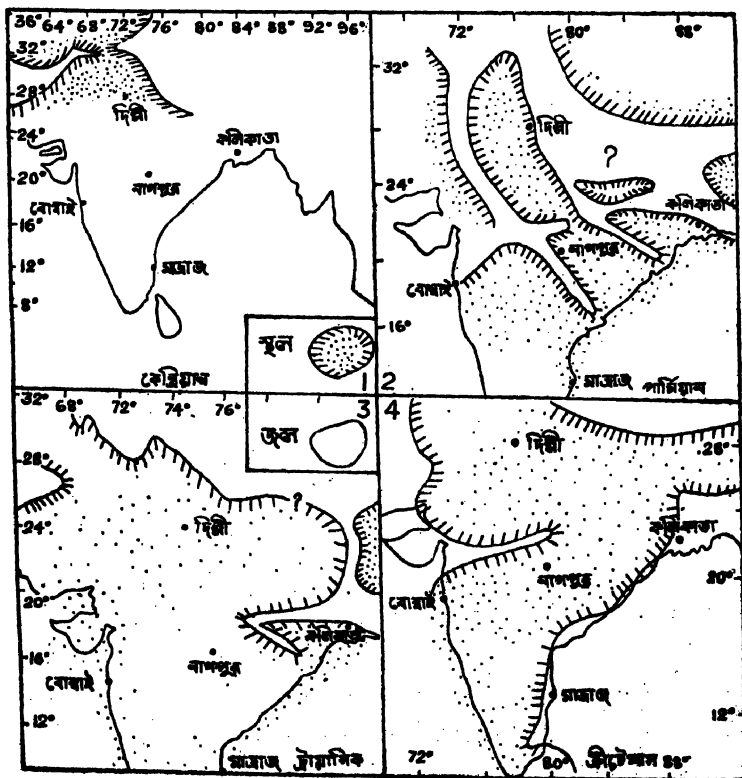 36° 64° 68° 72° 76° 80° 84° 88° 92° 96°
32°
28°
দিল্লী
24°
কলিকাতা
20°
নাগপুর
বোম্বাই
16°
12°
মাদ্রাজ
8°
স্থল
কেম্ব্রিয়ান
1
জল
72° 80° 88°
32°
দিল্লী
?
24°
কলিকাতা
নাগপুর
বোম্বাই
16°
মাদ্রাজ পার্মিয়ান
2
32° 68° 72° 74° 76° 3
28°
?
24°
দিল্লী
20°
কলিকাতা
16°
নাগপুর
বোম্বাই
12°
মাদ্রাজ ট্রায়াসিক
4
দিল্লী
28°
কলিকাতা
নাগপুর
20°
বোম্বাই
মাদ্রাজ
12°
72° 80° ক্রীটেশাস 88°